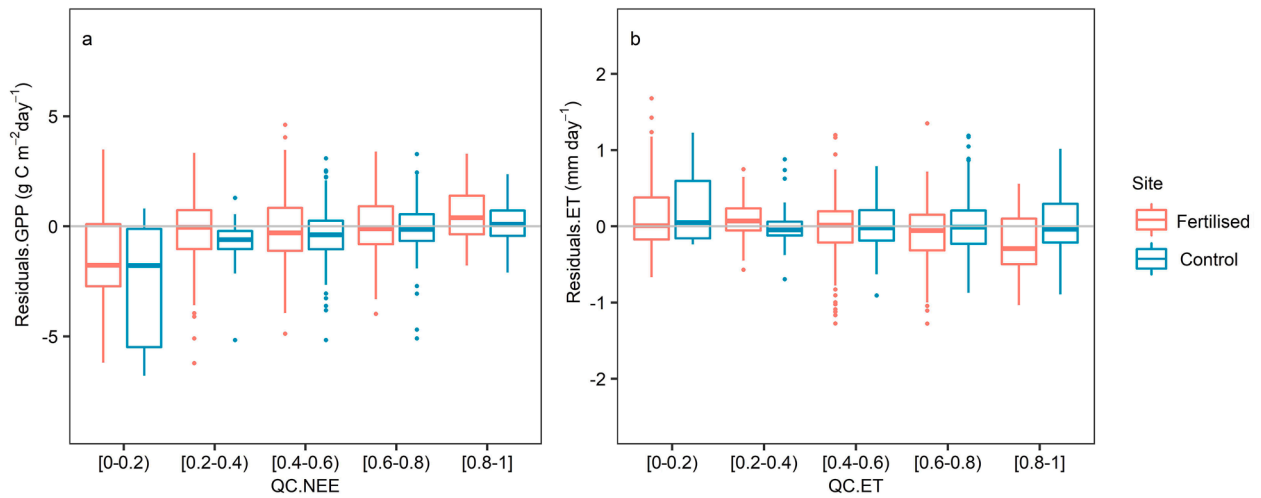 a
Residuals.GPP (g C m⁻²day⁻¹)
5
0
-5
[0-0.2) [0.2-0.4) [0.4-0.6) [0.6-0.8) [0.8-1]
QC.NEE
b
Residuals.ET (mm day⁻¹)
2
1
0
-1
-2
[0-0.2) [0.2-0.4) [0.4-0.6) [0.6-0.8) [0.8-1]
QC.ET
Site
Fertilised
Control